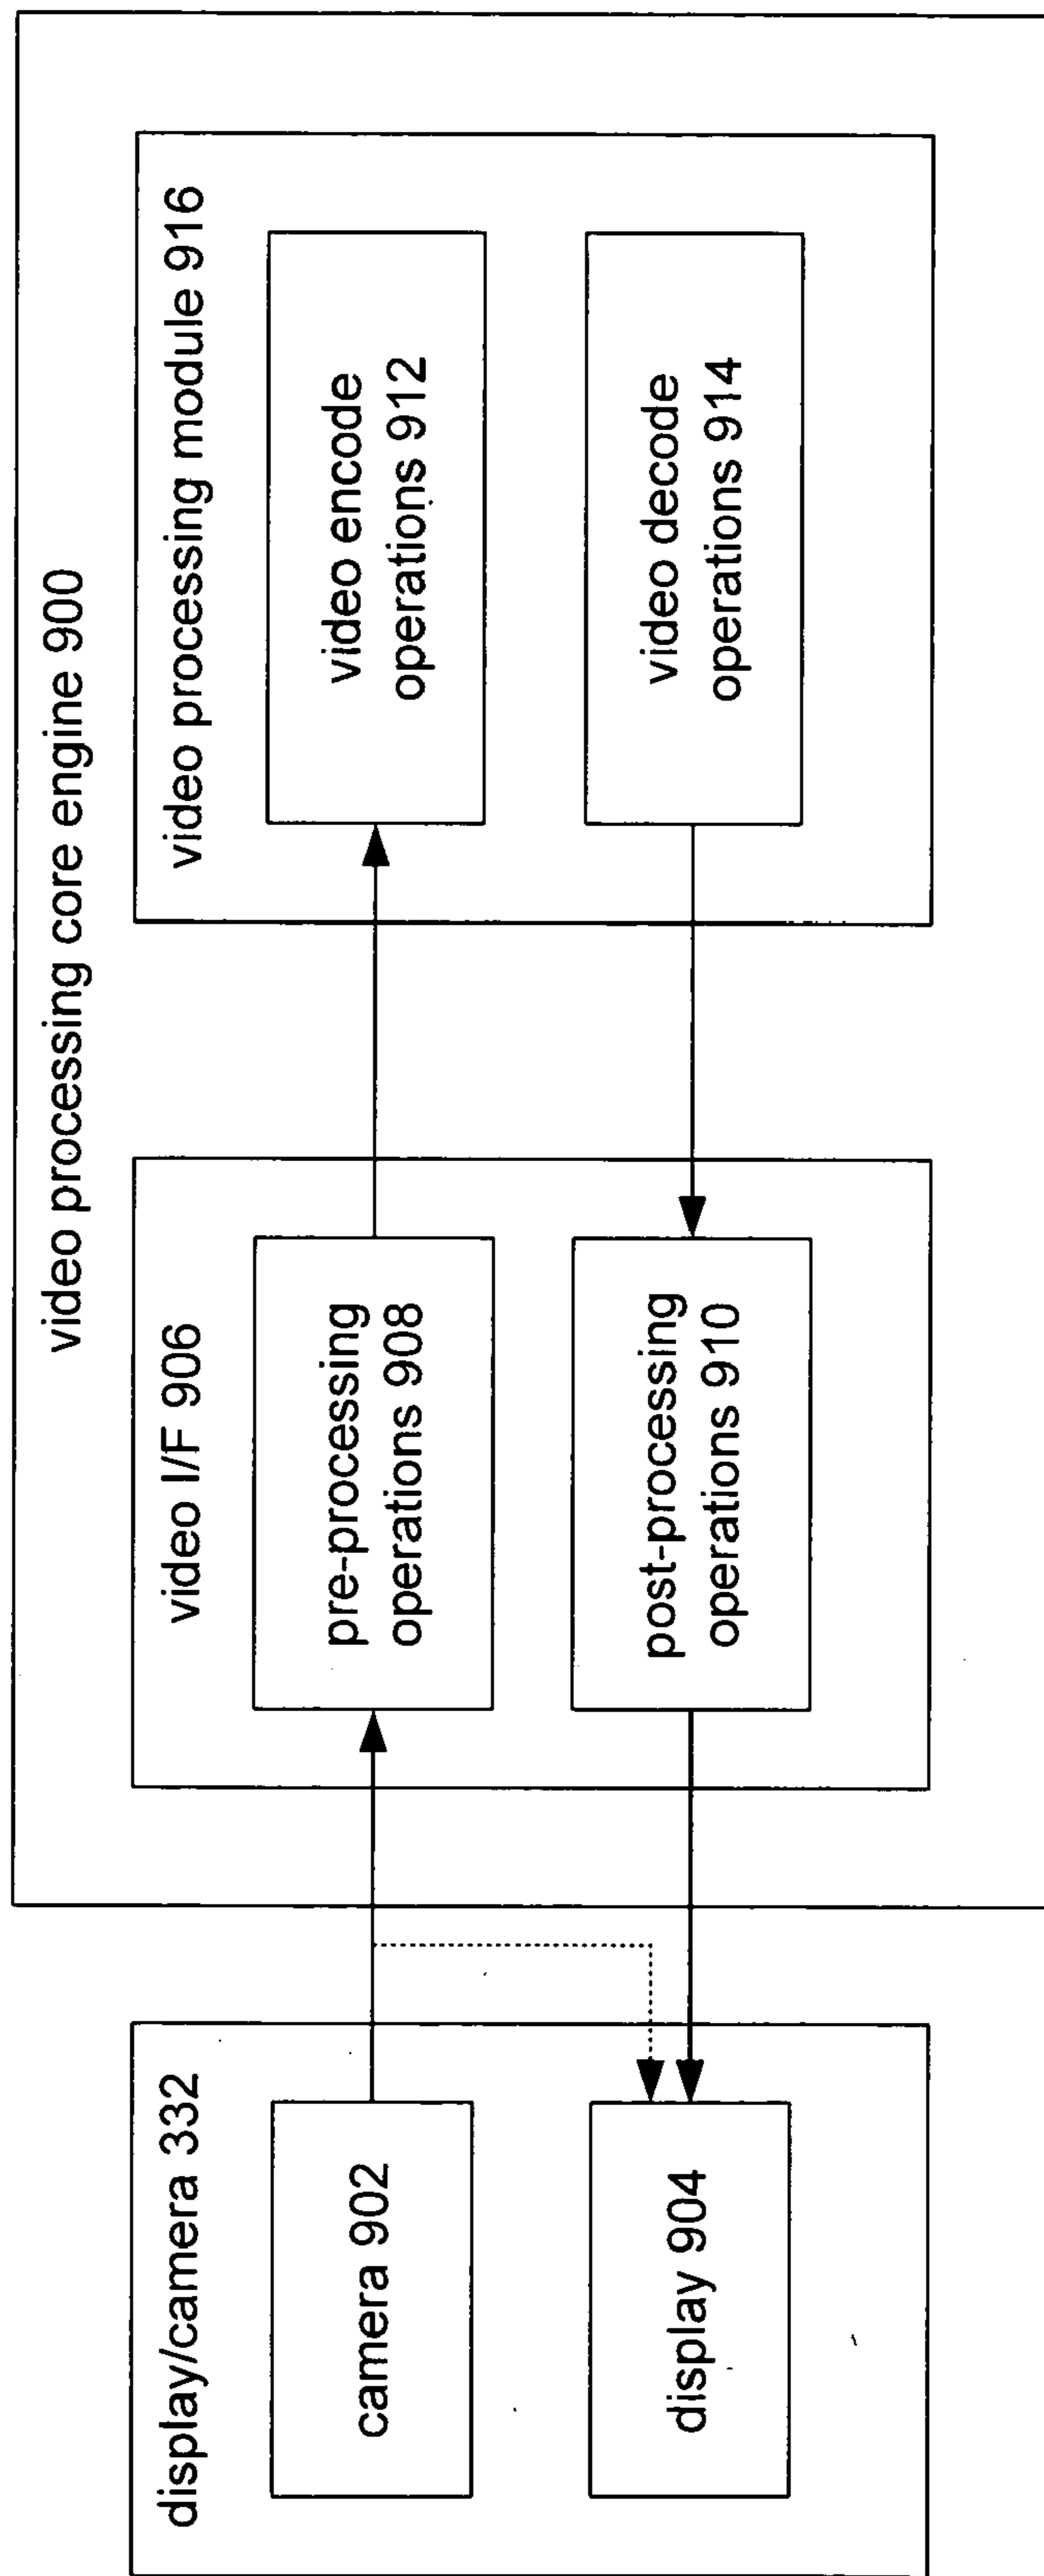 video processing core engine 900
display/camera 332
camera 902
display 904
video I/F 906
pre-processing
operations 908
post-processing
operations 910
video processing module 916
video encode
operations 912
video decode
operations 914